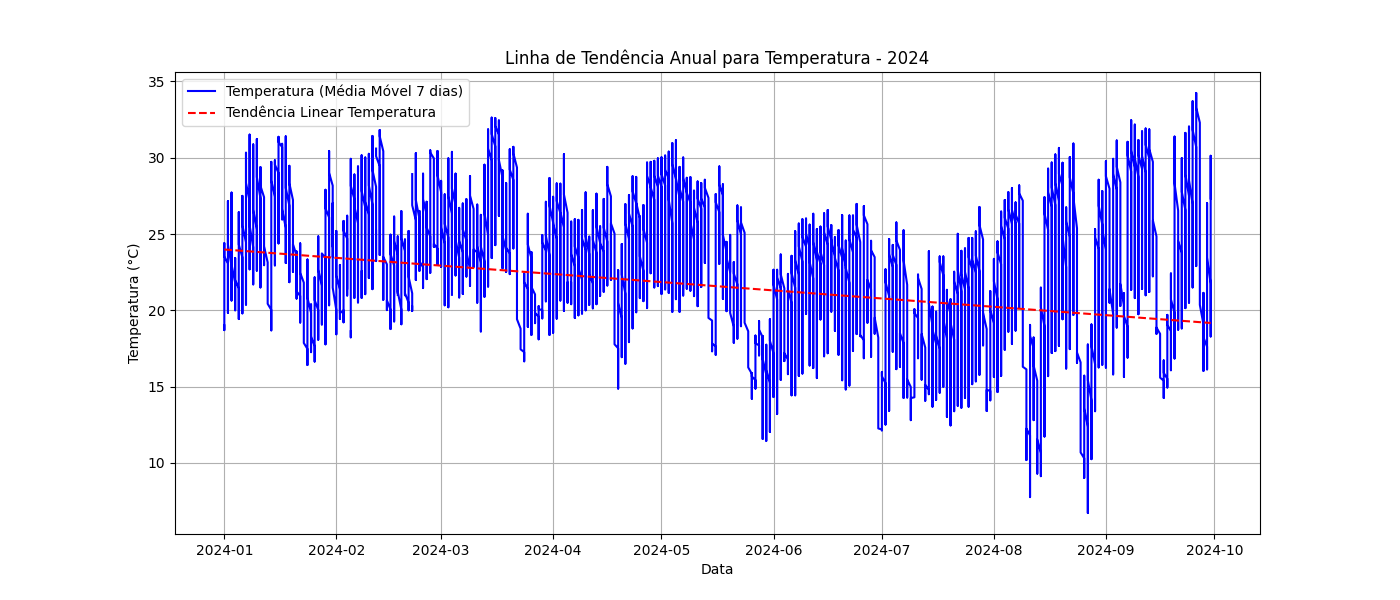 Linha de Tendência Anual para Temperatura - 2024
Temperatura (Média Móvel 7 dias)
Tendência Linear Temperatura
Temperatura (°C)
35
30
25
20
15
10
2024-01 2024-02 2024-03 2024-04 2024-05 2024-06 2024-07 2024-08 2024-09 2024-10
Data